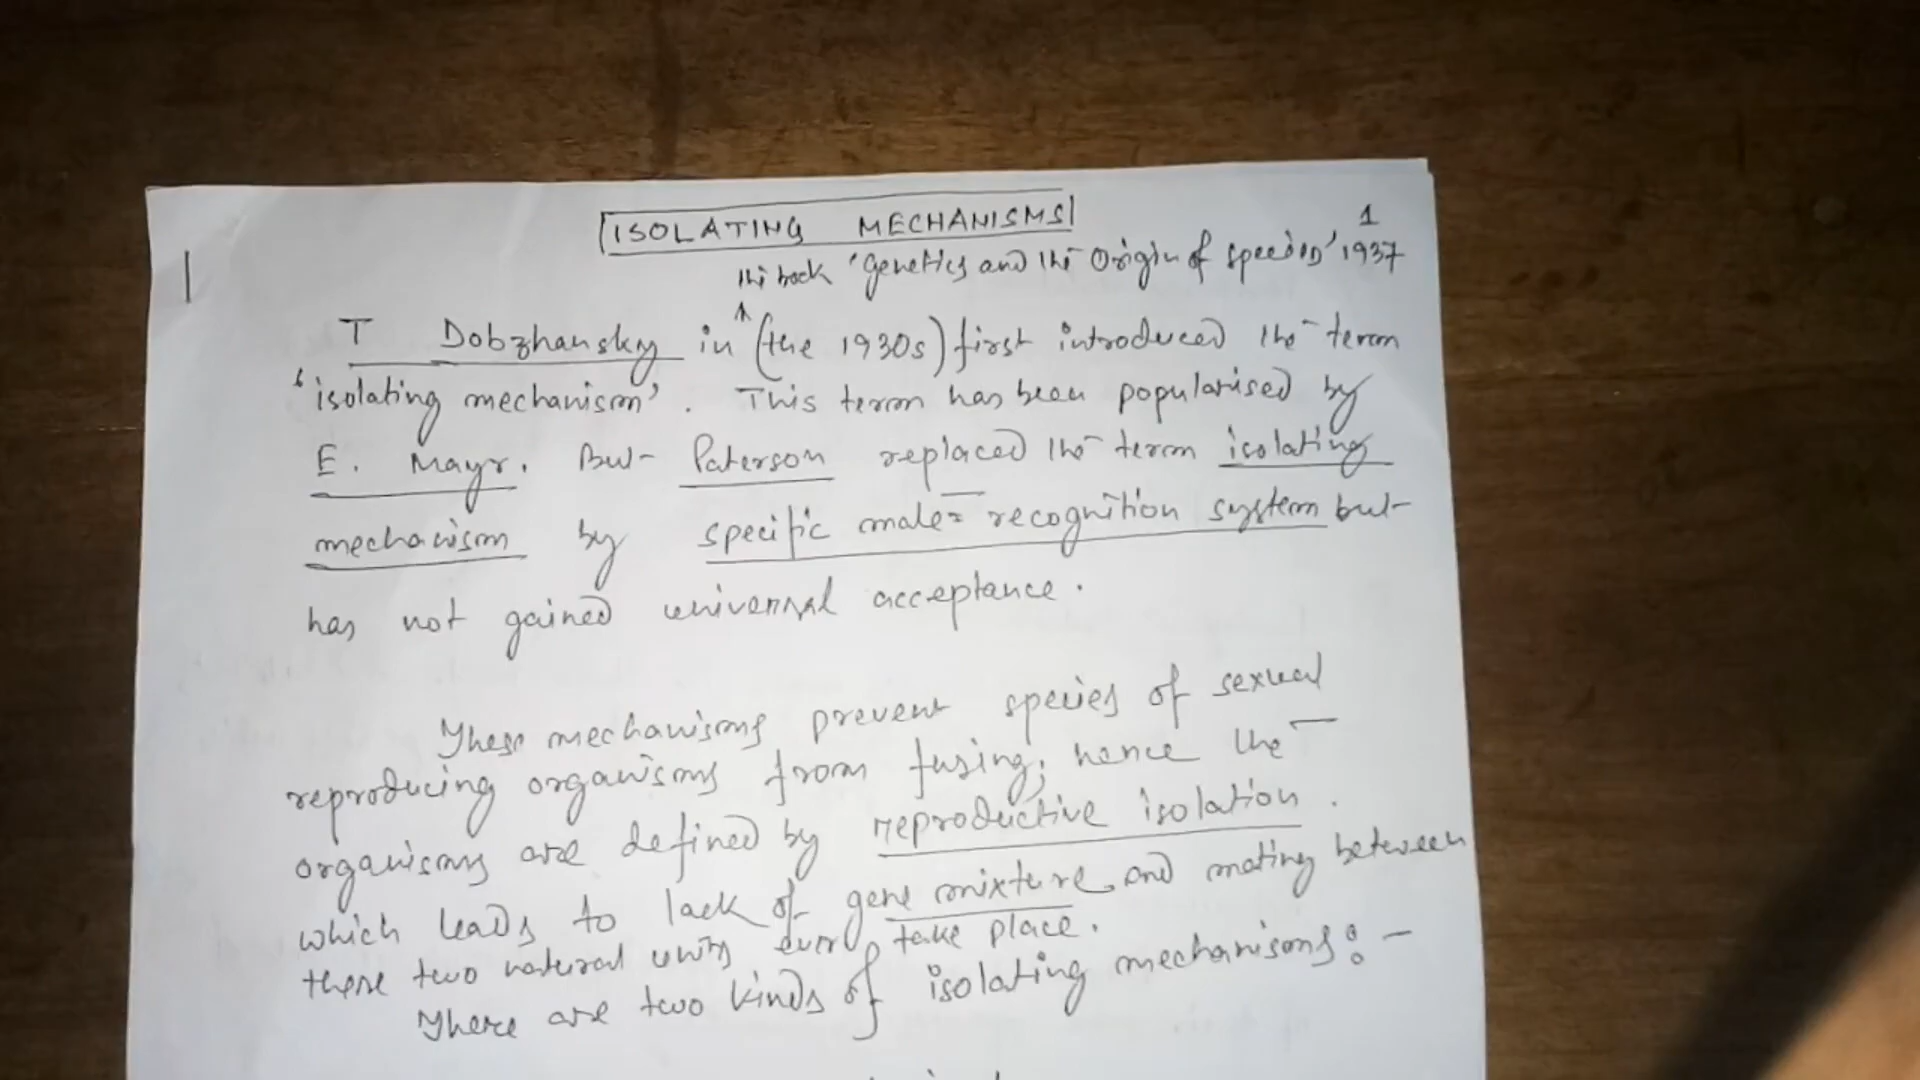 ISOLATING MECHANISMS
1
his book 'Genetics and the Origin of species' 1937
T Dobzhansky in (the 1930s) first introduced the term
'isolating mechanism'. This term has been popularised by
E. Mayr. But Paterson replaced the term isolating
mechanism by specific mate-recognition system but
has not gained universal acceptance.
These mechanisms prevent species of sexual
reproducing organisms from fusing; hence the
organisms are defined by reproductive isolation.
which leads to lack of gene mixture and mating between
these two natural units ever take place.
There are two kinds of isolating mechanisms:-